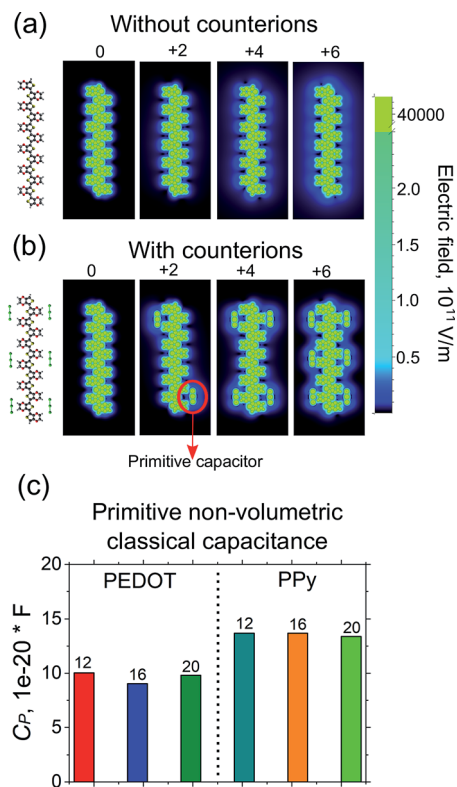 (a)
Without counterions
0 +2 +4 +6
40000
2.0
1.5
1.0
0.5
Electric field, 10¹¹ V/m
(b)
With counterions
0 +2 +4 +6
Primitive capacitor
(c)
Primitive non-volumetric
classical capacitance
20
15
10
5
0
Cₚ, 1e-20 * F
PEDOT PPy
12 16 20 12 16 20